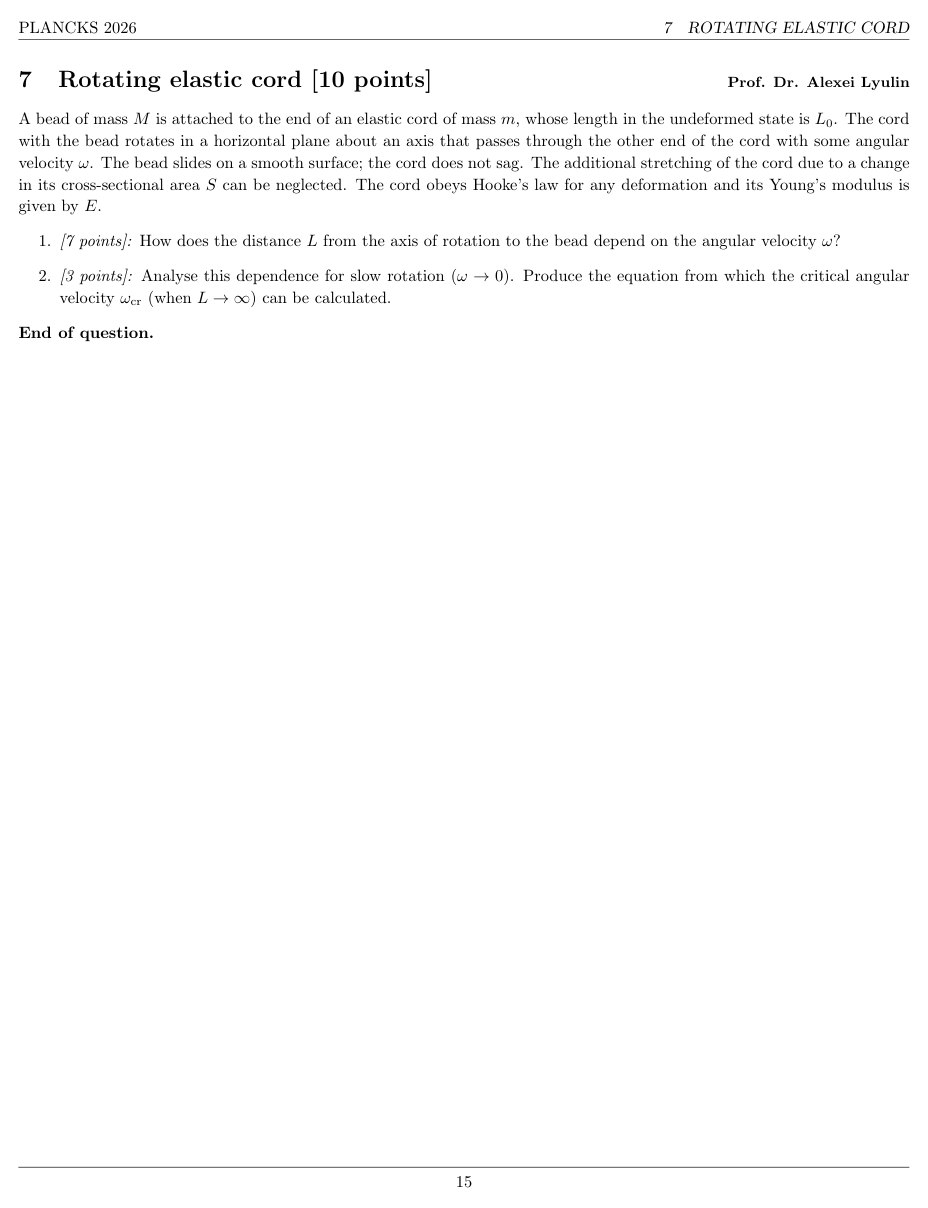 PLANCKS 2026 7 ROTATING ELASTIC CORD
7 Rotating elastic cord [10 points] Prof. Dr. Alexei Lyulin
A bead of mass M is attached to the end of an elastic cord of mass m, whose length in the undeformed state is L₀. The cord
with the bead rotates in a horizontal plane about an axis that passes through the other end of the cord with some angular
velocity ω. The bead slides on a smooth surface; the cord does not sag. The additional stretching of the cord due to a change
in its cross-sectional area S can be neglected. The cord obeys Hooke's law for any deformation and its Young's modulus is
given by E.
1. [7 points]: How does the distance L from the axis of rotation to the bead depend on the angular velocity ω?
2. [3 points]: Analyse this dependence for slow rotation (ω → 0). Produce the equation from which the critical angular
velocity ω_cr (when L → ∞) can be calculated.
End of question.
15